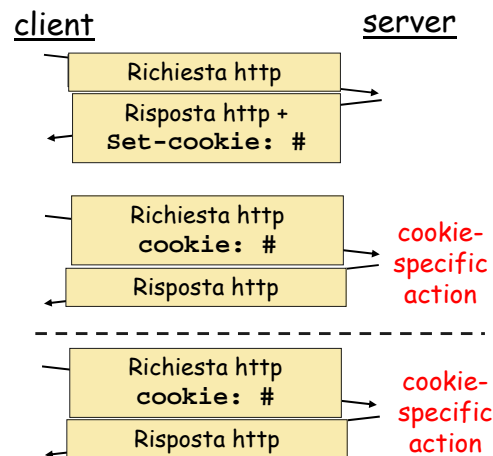 client
server
Richiesta http
Risposta http +
Set-cookie: #
Richiesta http
cookie: #
Risposta http
cookie-
specific
action
Richiesta http
cookie: #
Risposta http
cookie-
specific
action